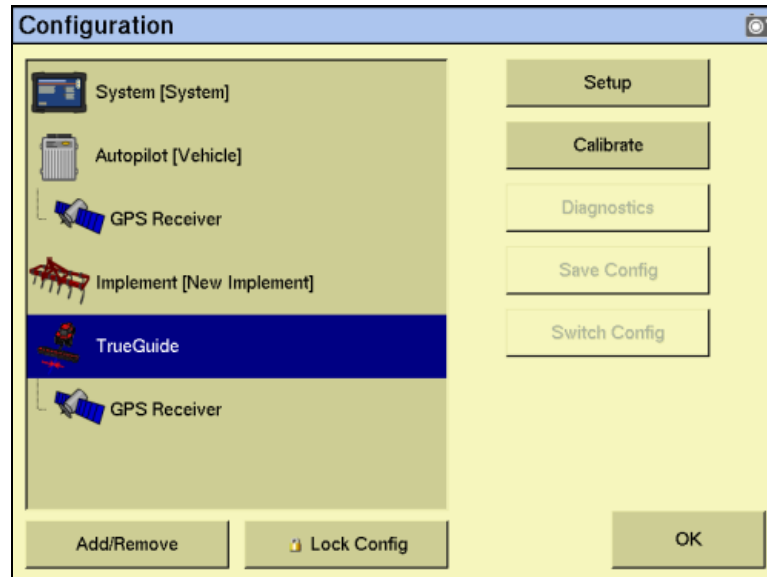 Configuration
System [System]
Autopilot [Vehicle]
GPS Receiver
Implement [New Implement]
TrueGuide
GPS Receiver
Setup
Calibrate
Diagnostics
Save Config
Switch Config
Add/Remove
Lock Config
OK